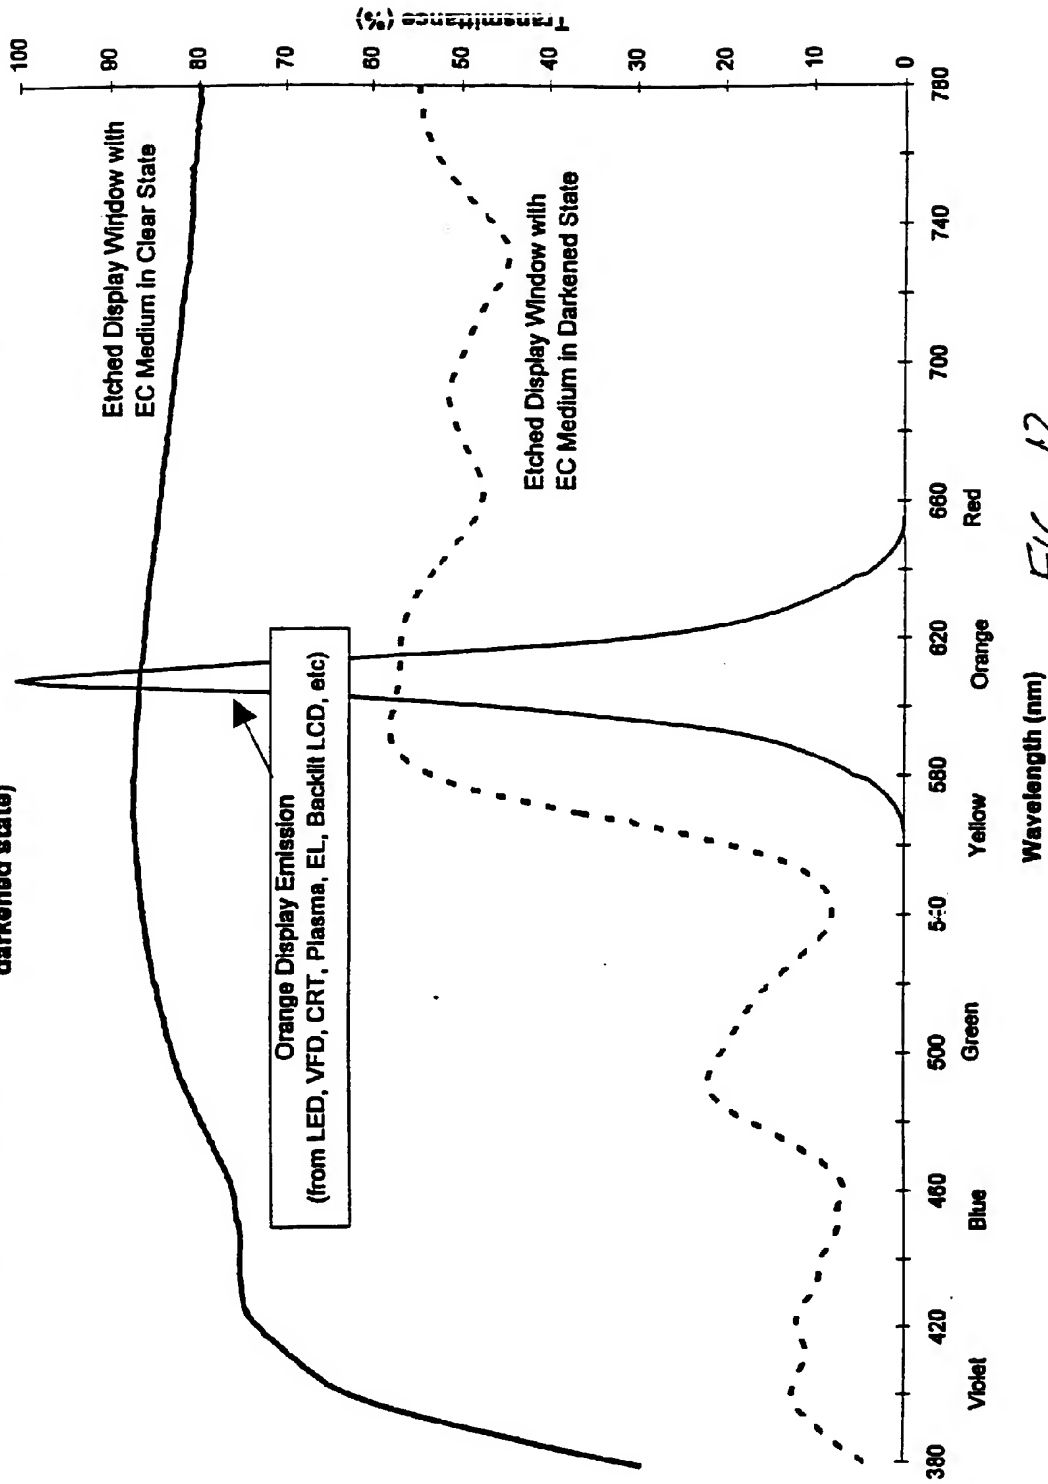 darkened state)
Etched Display Window with
EC Medium in Clear State
Orange Display Emission
(from LED, VFD, CRT, Plasma, EL, Backlit LCD, etc)
Etched Display Window with
EC Medium in Darkened State
Transmittance (%)
100
90
80
70
60
50
40
30
20
10
0
380
420
460
500
540
580
620
660
700
740
780
Violet
Blue
Green
Yellow
Orange
Red
Wavelength (nm)